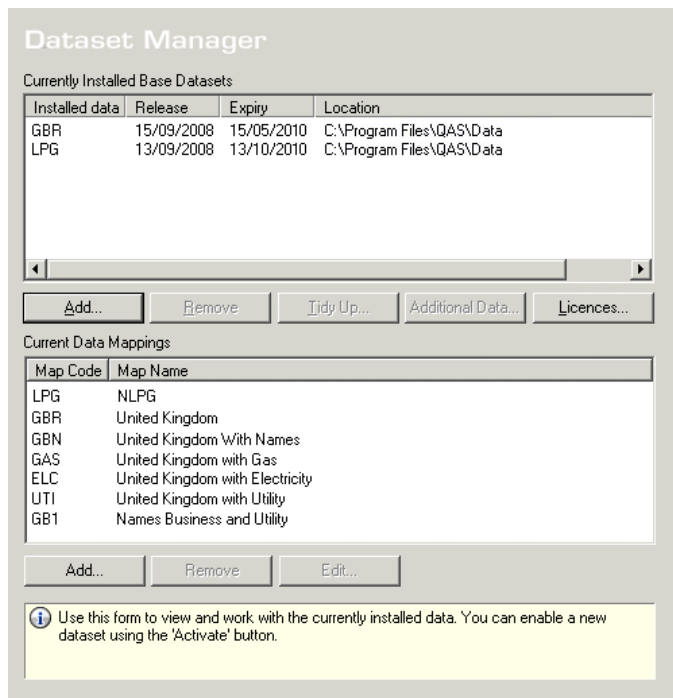 Dataset Manager
Currently Installed Base Datasets
Installed data Release Expiry Location
GBR 15/09/2008 15/05/2010 C:\Program Files\QAS\Data
LPG 13/09/2008 13/10/2010 C:\Program Files\QAS\Data
Add... Remove Tidy Up... Additional Data... Licences...
Current Data Mappings
Map Code Map Name
LPG NLPG
GBR United Kingdom
GBN United Kingdom With Names
GAS United Kingdom with Gas
ELC United Kingdom with Electricity
UTI United Kingdom with Utility
GB1 Names Business and Utility
Add... Remove Edit...
Use this form to view and work with the currently installed data. You can enable a new
dataset using the 'Activate' button.